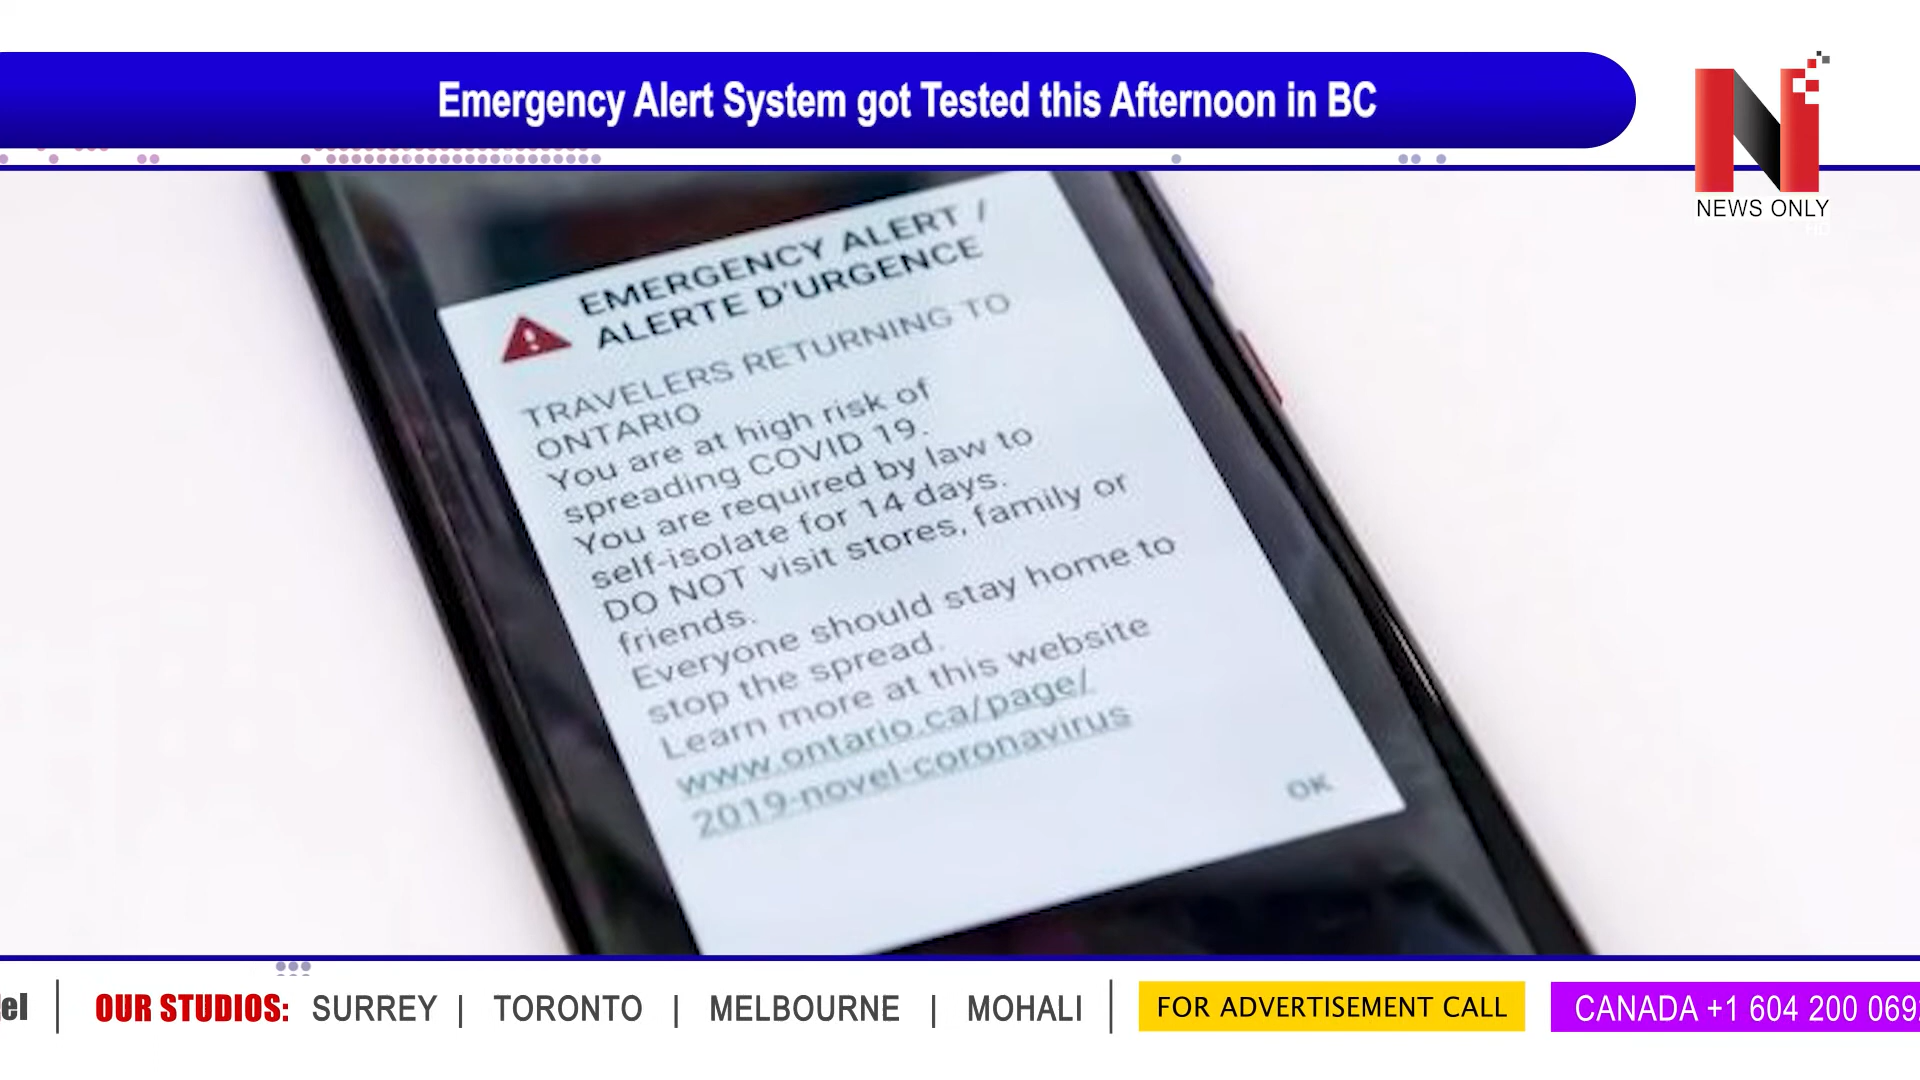 Emergency Alert System got Tested this Afternoon in BC
NEWS ONLY
HD
EMERGENCY ALERT /
ALERTE D'URGENCE
TRAVELERS RETURNING TO
ONTARIO
You are at high risk of
spreading COVID 19.
You are required by law to
self-isolate for 14 days.
DO NOT visit stores, family or
friends.
Everyone should stay home to
stop the spread.
Learn more at this website
www.ontario.ca/page/
2019-novel-coronavirus
OK
OUR STUDIOS: SURREY | TORONTO | MELBOURNE | MOHALI | FOR ADVERTISEMENT CALL CANADA +1 604 200 069